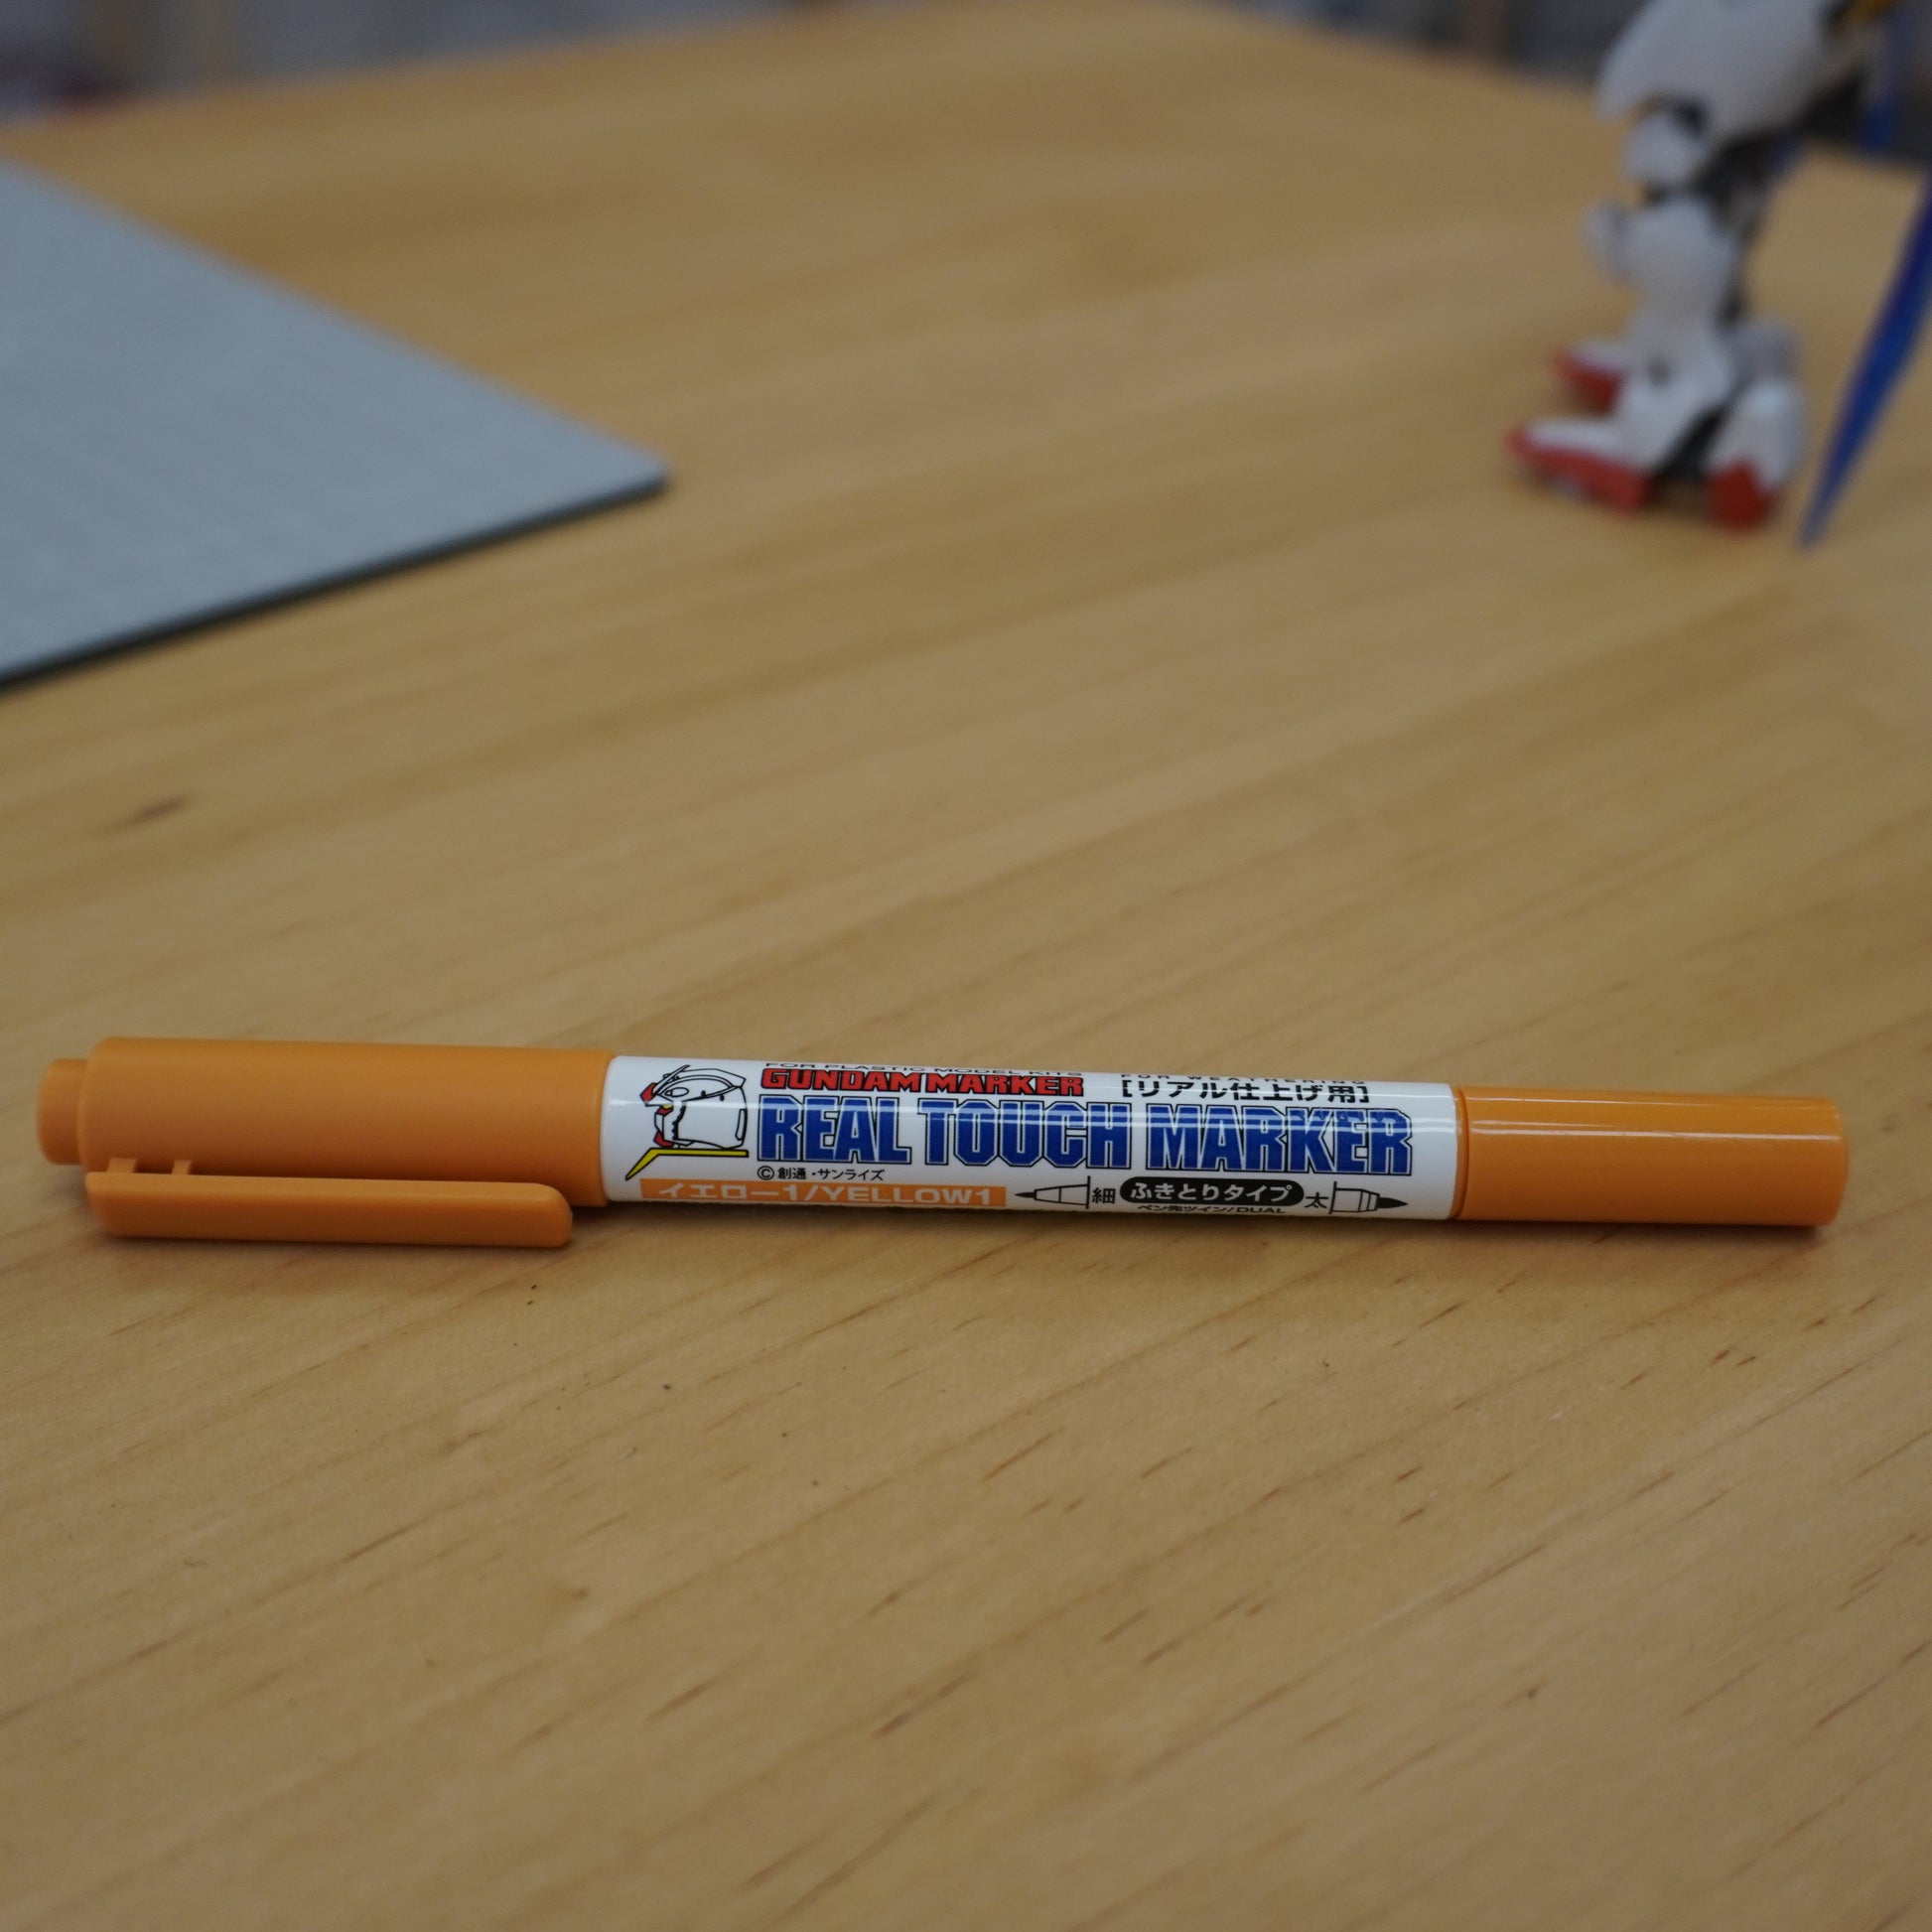 FOR PLASTIC MODEL KITS
GUNDAM MARKER
FOR WEATHERING
[リアル仕上げ用]
REAL TOUCH MARKER
©創通・サンライズ
イエロー1/YELLOW1
細 ふきとりタイプ 太
ペン先ツイン/DUAL